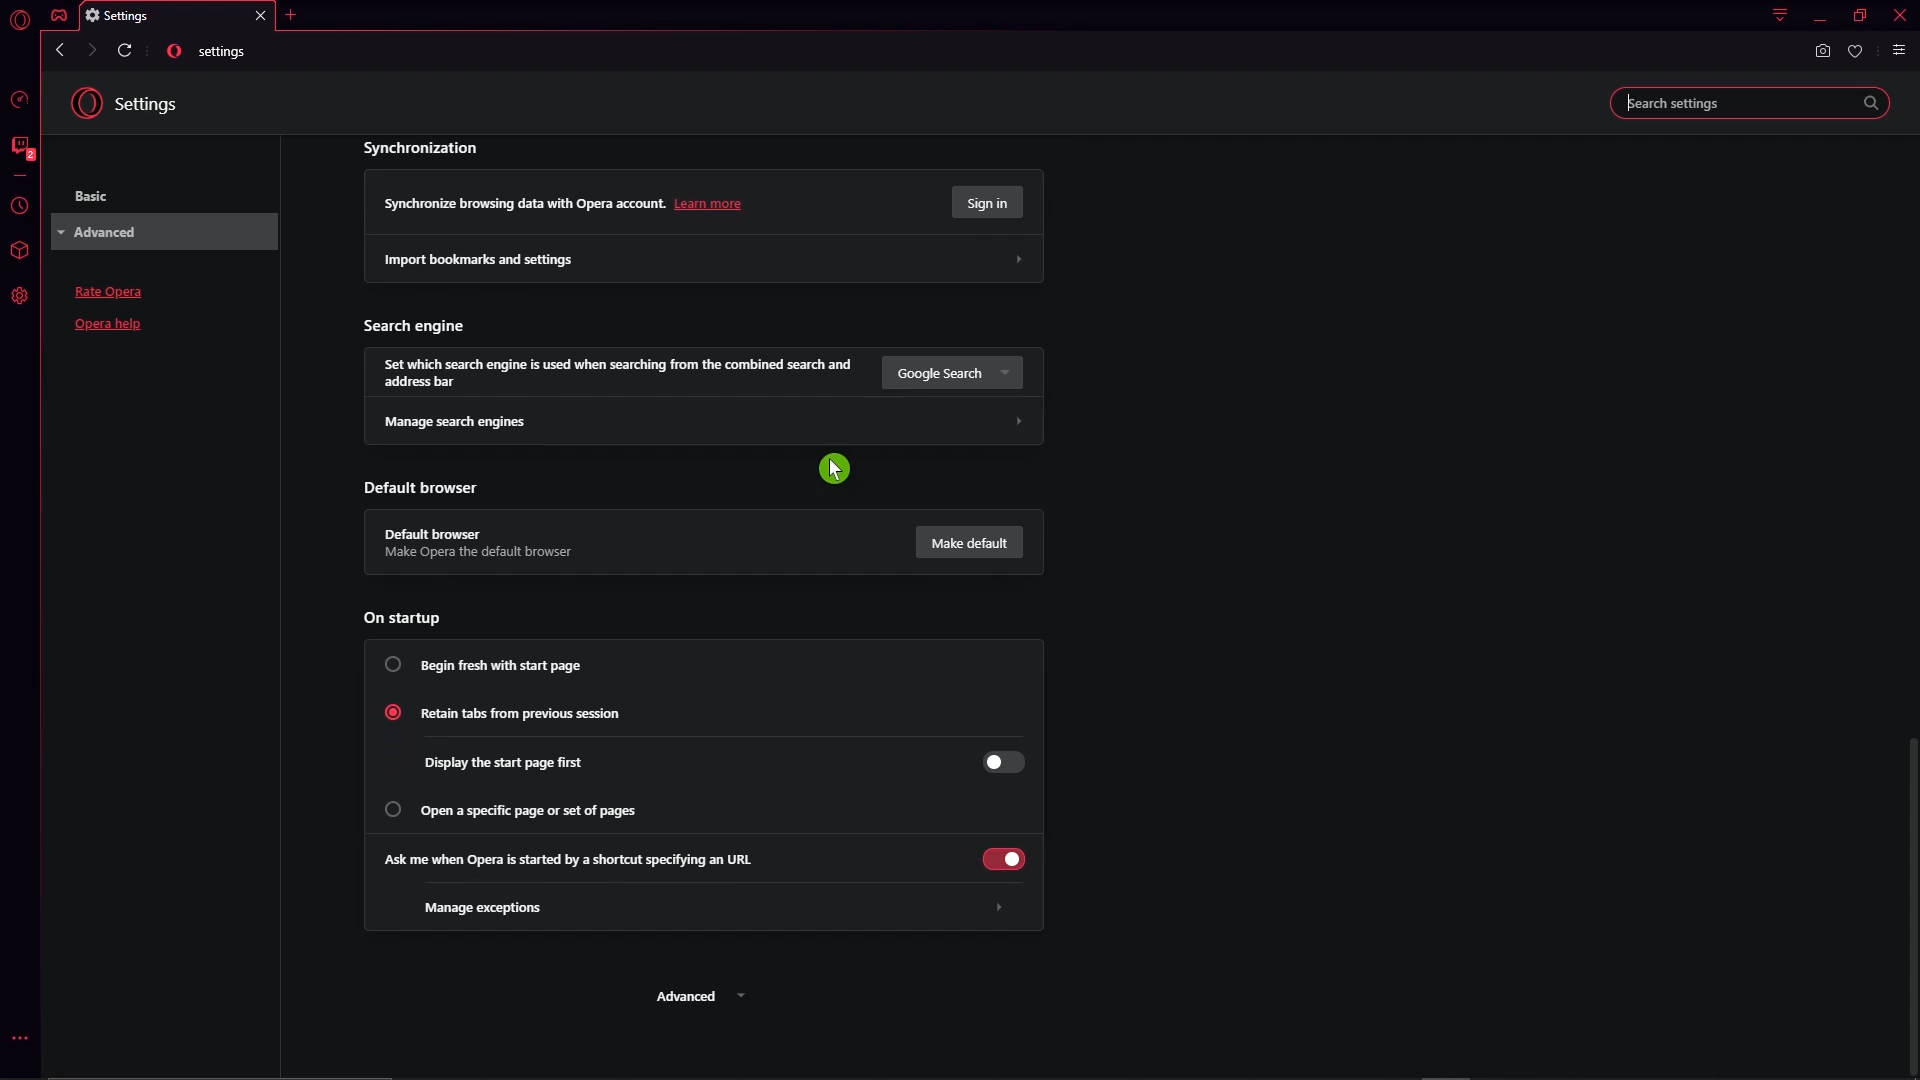 Settings
settings
Settings
Search settings
2
Basic
Advanced
Rate Opera
Opera help
Synchronization
Synchronize browsing data with Opera account. Learn more
Sign in
Import bookmarks and settings
Search engine
Set which search engine is used when searching from the combined search and
address bar
Google Search
Manage search engines
Default browser
Default browser
Make Opera the default browser
Make default
On startup
Begin fresh with start page
Retain tabs from previous session
Display the start page first
Open a specific page or set of pages
Ask me when Opera is started by a shortcut specifying an URL
Manage exceptions
Advanced